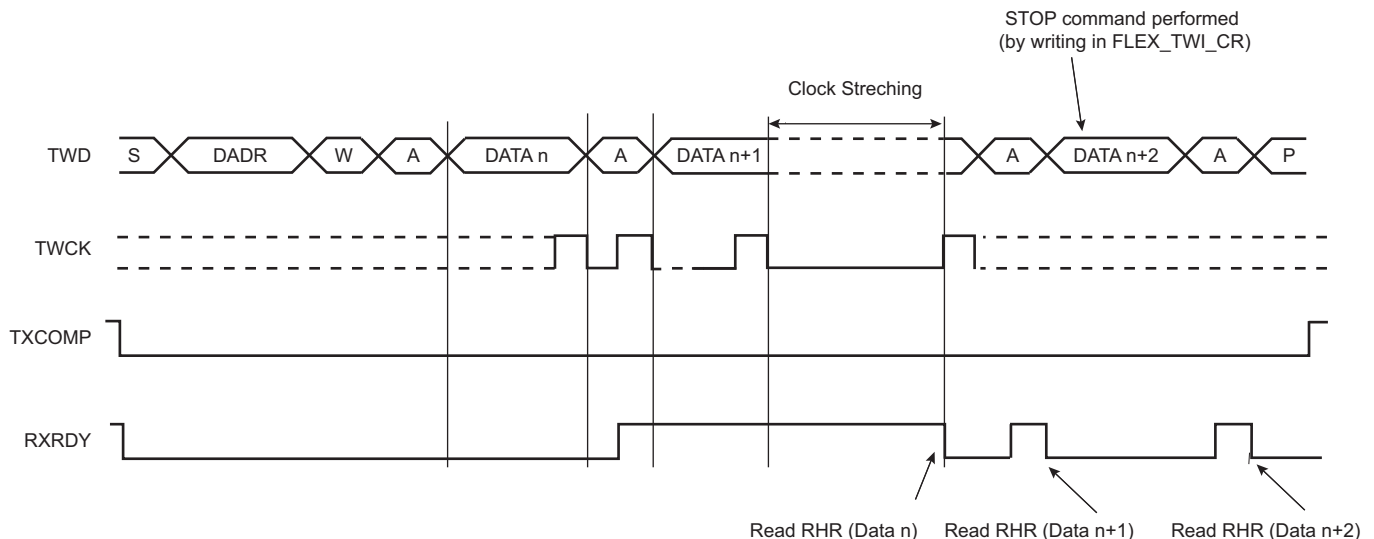 STOP command performed
(by writing in FLEX_TWI_CR)
Clock Streching
TWD S DADR W A DATA n A DATA n+1 A DATA n+2 A P
TWCK
TXCOMP
RXRDY
Read RHR (Data n) Read RHR (Data n+1) Read RHR (Data n+2)